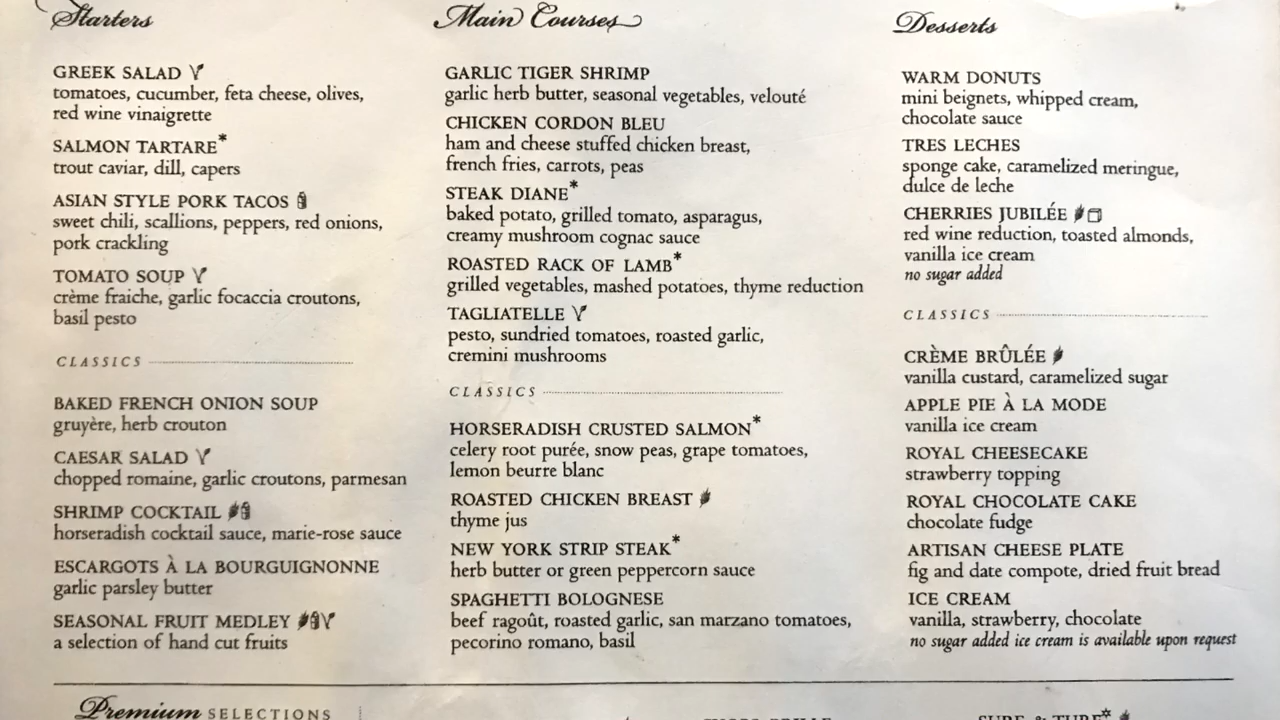 Starters
GREEK SALAD
tomatoes, cucumber, feta cheese, olives,
red wine vinaigrette
SALMON TARTARE*
trout caviar, dill, capers
ASIAN STYLE PORK TACOS
sweet chili, scallions, peppers, red onions,
pork crackling
TOMATO SOUP
crème fraiche, garlic focaccia croutons,
basil pesto
CLASSICS
BAKED FRENCH ONION SOUP
gruyère, herb crouton
CAESAR SALAD
chopped romaine, garlic croutons, parmesan
SHRIMP COCKTAIL
horseradish cocktail sauce, marie-rose sauce
ESCARGOTS À LA BOURGUIGNONNE
garlic parsley butter
SEASONAL FRUIT MEDLEY
a selection of hand cut fruits
Main Courses
GARLIC TIGER SHRIMP
garlic herb butter, seasonal vegetables, velouté
CHICKEN CORDON BLEU
ham and cheese stuffed chicken breast,
french fries, carrots, peas
STEAK DIANE*
baked potato, grilled tomato, asparagus,
creamy mushroom cognac sauce
ROASTED RACK OF LAMB*
grilled vegetables, mashed potatoes, thyme reduction
TAGLIATELLE
pesto, sundried tomatoes, roasted garlic,
cremini mushrooms
CLASSICS
HORSERADISH CRUSTED SALMON*
celery root purée, snow peas, grape tomatoes,
lemon beurre blanc
ROASTED CHICKEN BREAST
thyme jus
NEW YORK STRIP STEAK*
herb butter or green peppercorn sauce
SPAGHETTI BOLOGNESE
beef ragoût, roasted garlic, san marzano tomatoes,
pecorino romano, basil
Desserts
WARM DONUTS
mini beignets, whipped cream,
chocolate sauce
TRES LECHES
sponge cake, caramelized meringue,
dulce de leche
CHERRIES JUBILÉE
red wine reduction, toasted almonds,
vanilla ice cream
no sugar added
CLASSICS
CRÈME BRÛLÉE
vanilla custard, caramelized sugar
APPLE PIE À LA MODE
vanilla ice cream
ROYAL CHEESECAKE
strawberry topping
ROYAL CHOCOLATE CAKE
chocolate fudge
ARTISAN CHEESE PLATE
fig and date compote, dried fruit bread
ICE CREAM
vanilla, strawberry, chocolate
no sugar added ice cream is available upon request
Premium SELECTIONS
SURF & TURF*